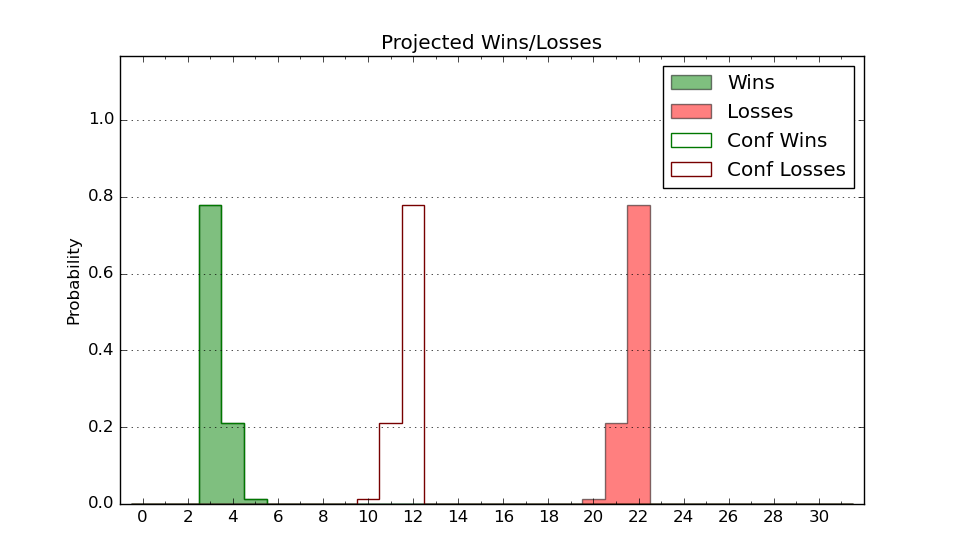 Projected Wins/Losses
Wins
Losses
Conf Wins
Conf Losses
Probability
1.0
0.8
0.6
0.4
0.2
0.0
0 2 4 6 8 10 12 14 16 18 20 22 24 26 28 30